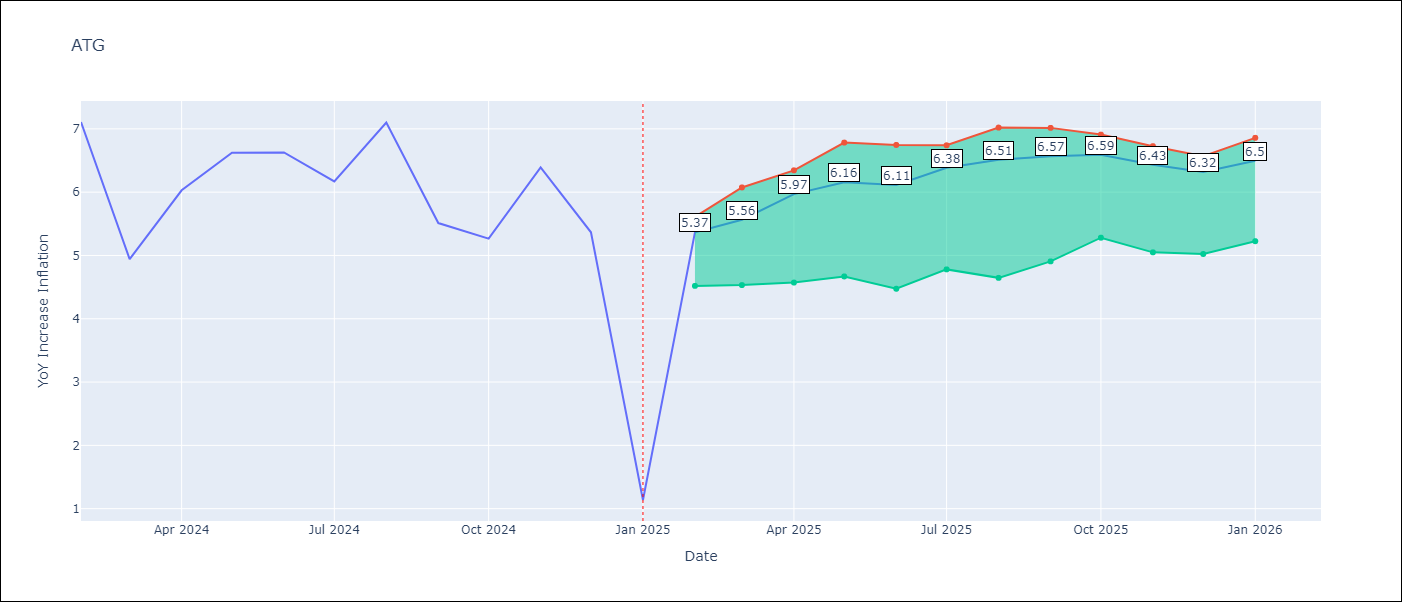 ATG
YoY Increase Inflation
7
6
5
4
3
2
1
5.37
5.56
5.97
6.16
6.11
6.38
6.51
6.57
6.59
6.43
6.32
6.5
Apr 2024
Jul 2024
Oct 2024
Jan 2025
Apr 2025
Jul 2025
Oct 2025
Jan 2026
Date